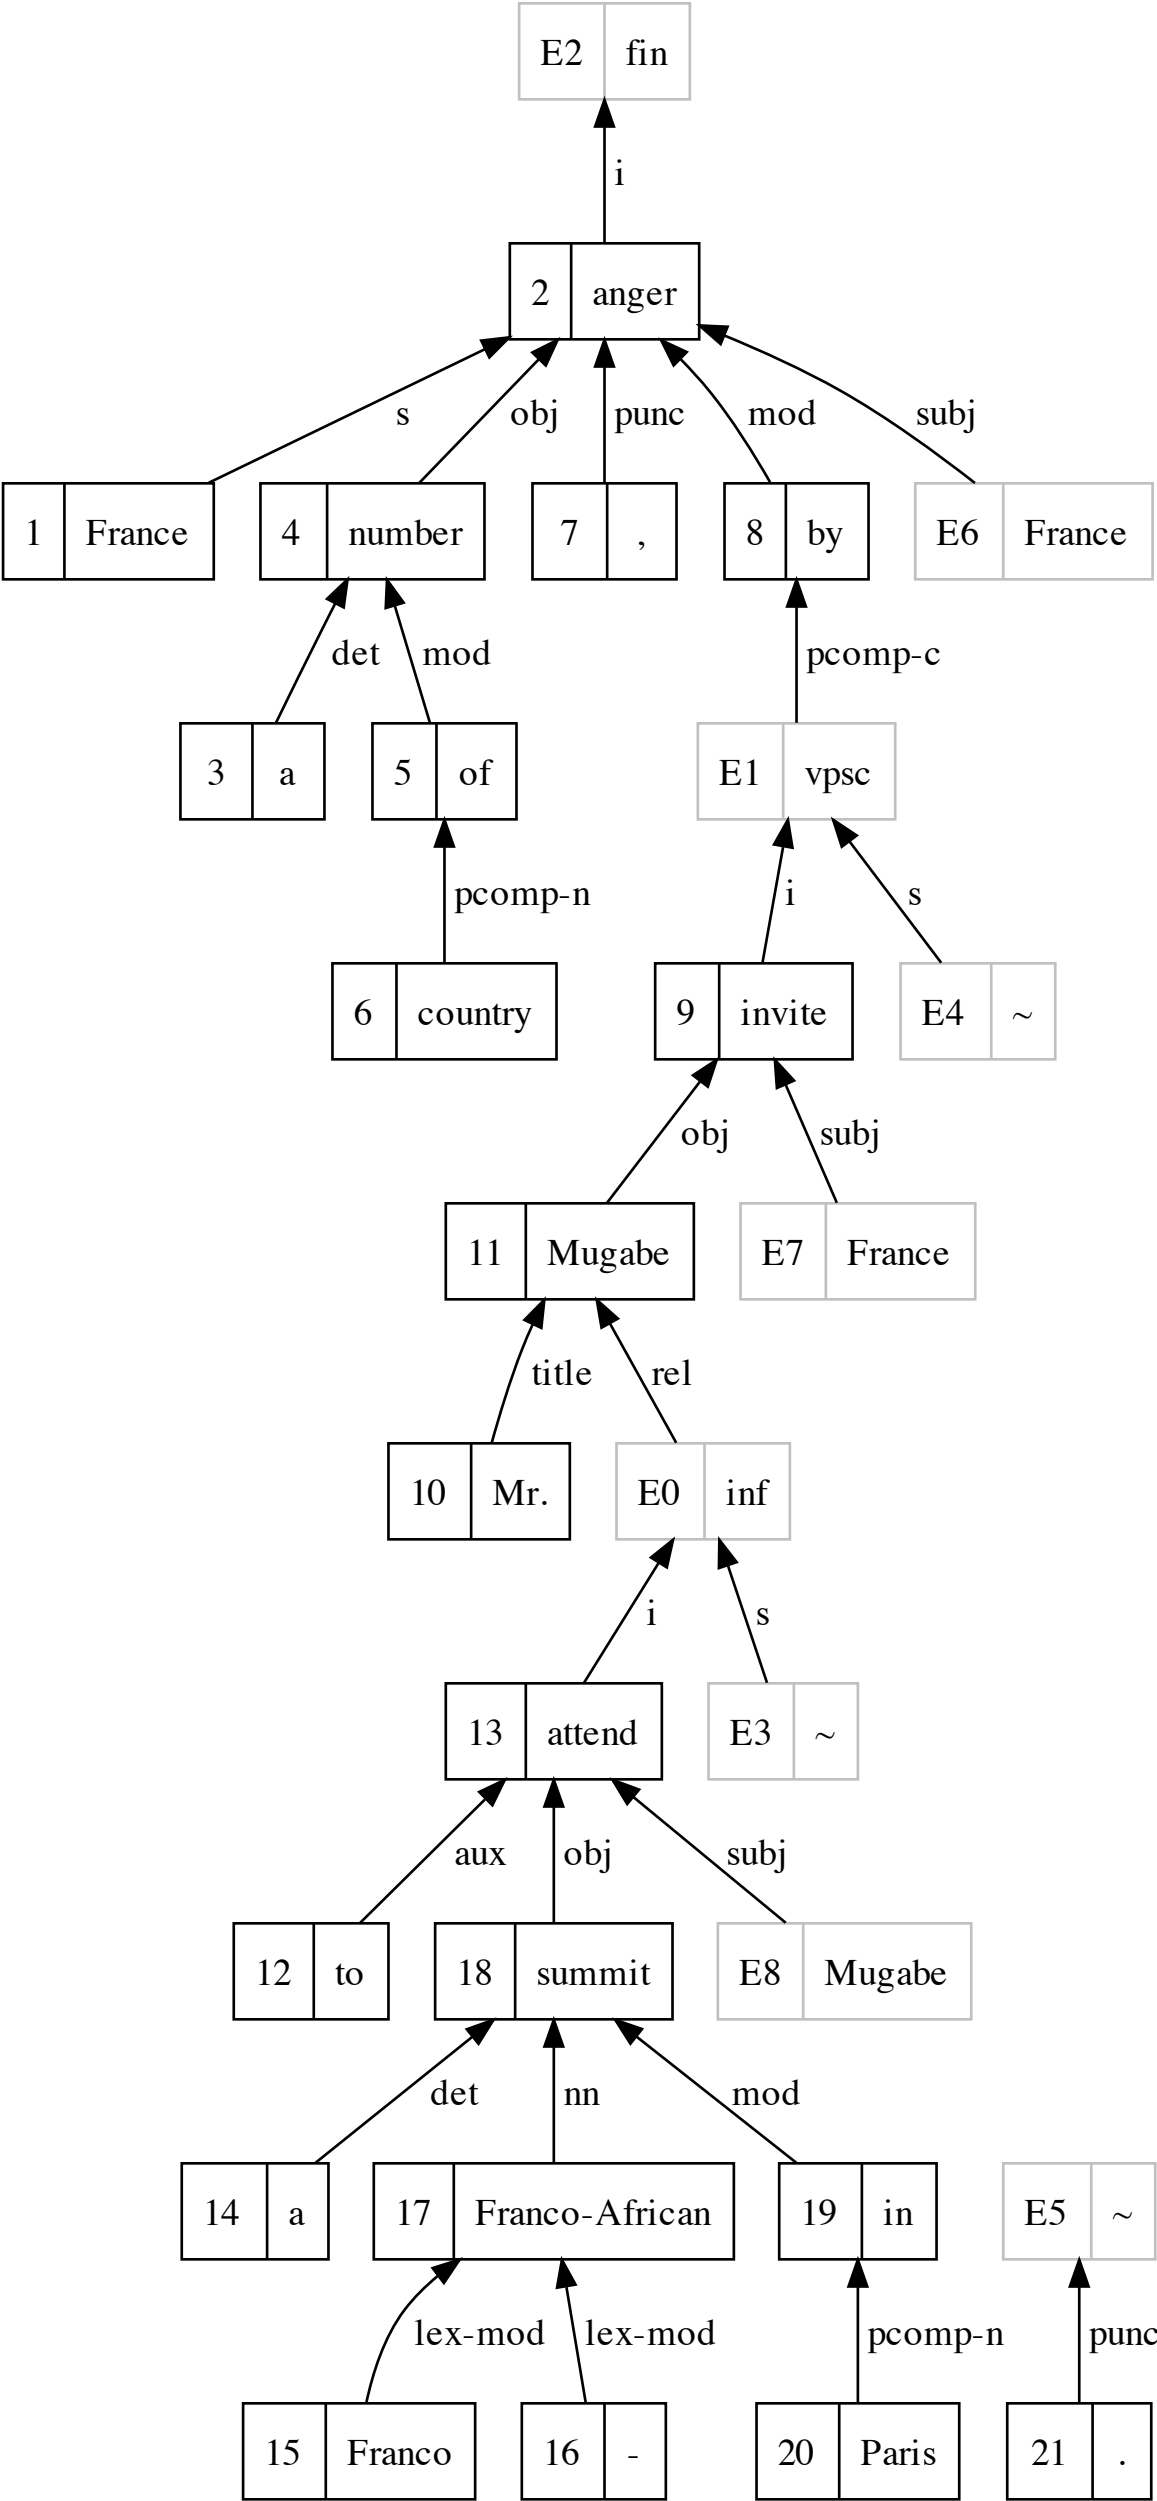 E2 fin
i
2 anger
s obj punc mod subj
1 France 4 number 7 , 8 by E6 France
det mod pcomp-c
3 a 5 of E1 vpsc
pcomp-n i s
6 country 9 invite E4 ~
obj subj
11 Mugabe E7 France
title rel
10 Mr. E0 inf
i s
13 attend E3 ~
aux obj subj
12 to 18 summit E8 Mugabe
det nn mod
14 a 17 Franco-African 19 in E5 ~
lex-mod lex-mod pcomp-n punc
15 Franco 16 - 20 Paris 21 .